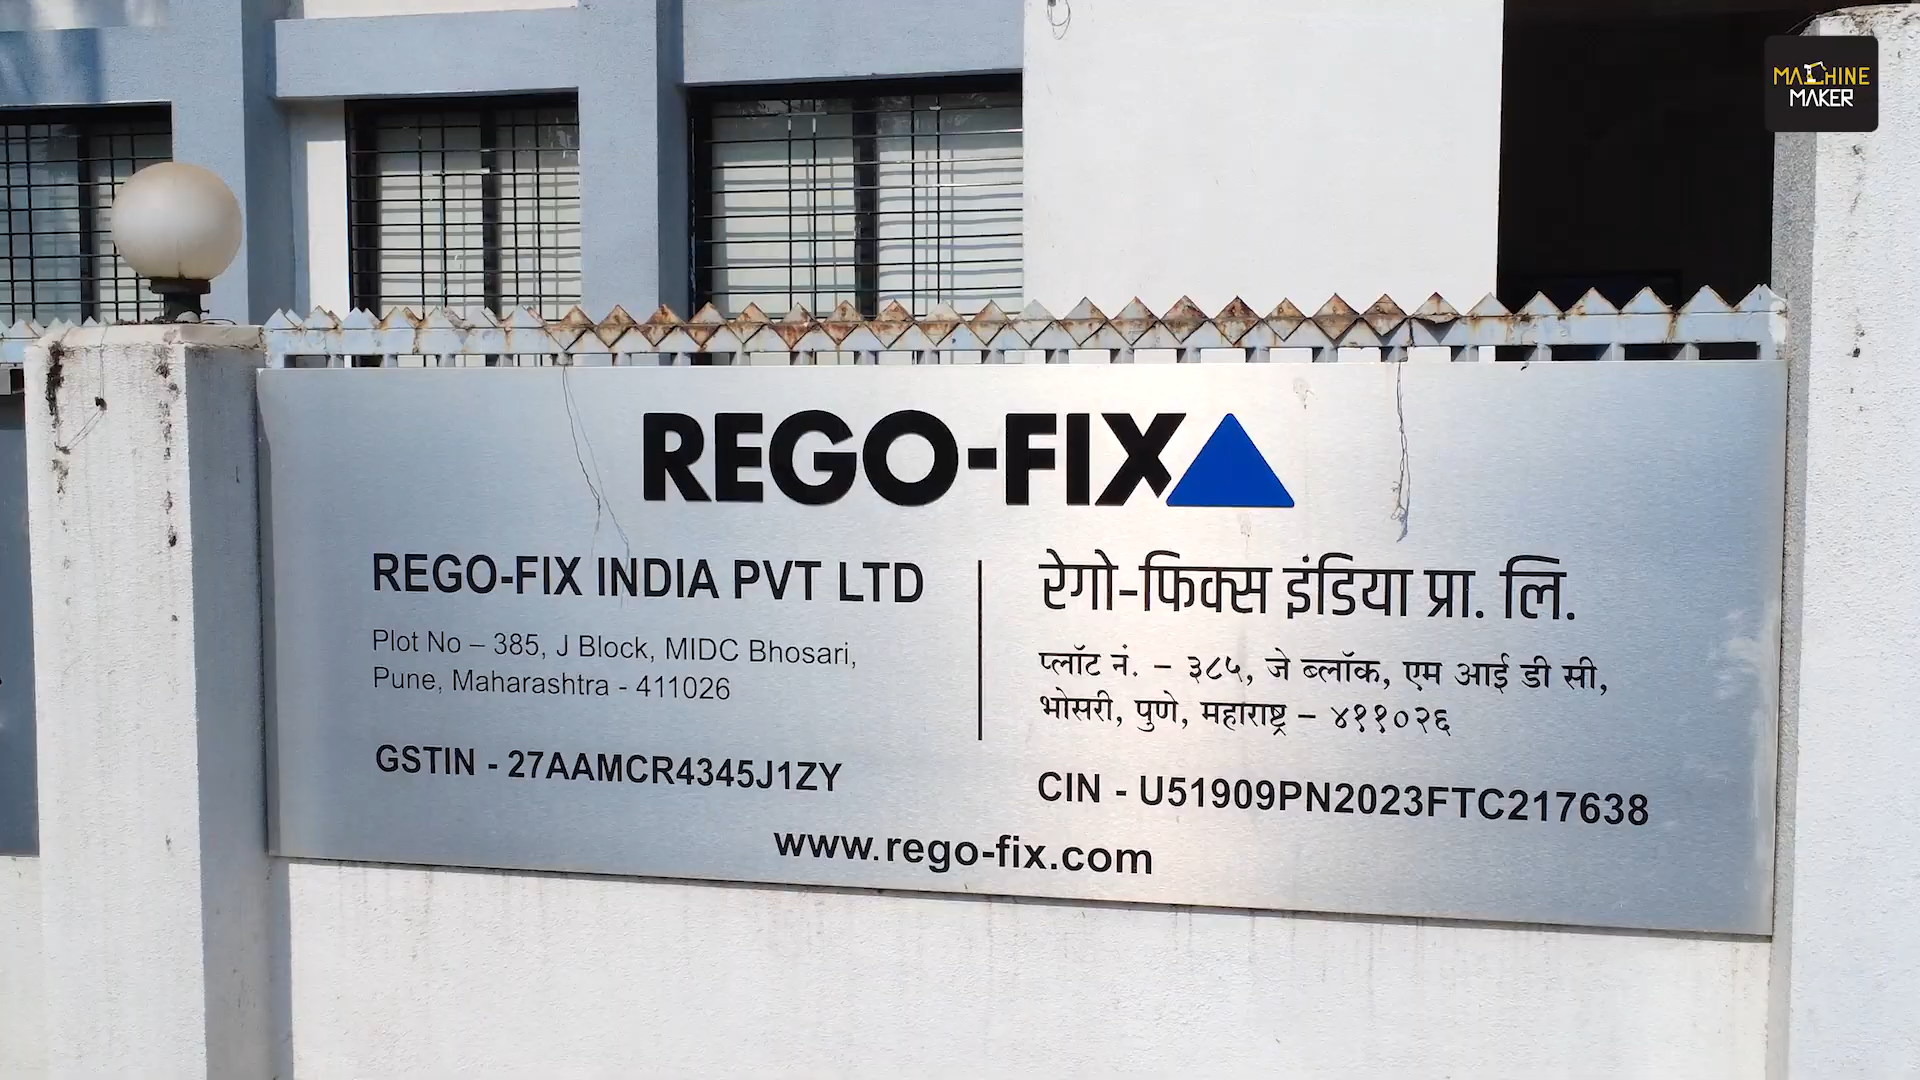 MACHINE
MAKER
REGO-FIX
REGO-FIX INDIA PVT LTD
Plot No – 385, J Block, MIDC Bhosari,
Pune, Maharashtra - 411026
GSTIN - 27AAMCR4345J1ZY
रेगो-फिक्स इंडिया प्रा. लि.
प्लॉट नं. – ३८५, जे ब्लॉक, एम आई डी सी,
भोसरी, पुणे, महाराष्ट्र – ४११०२६
CIN - U51909PN2023FTC217638
www.rego-fix.com